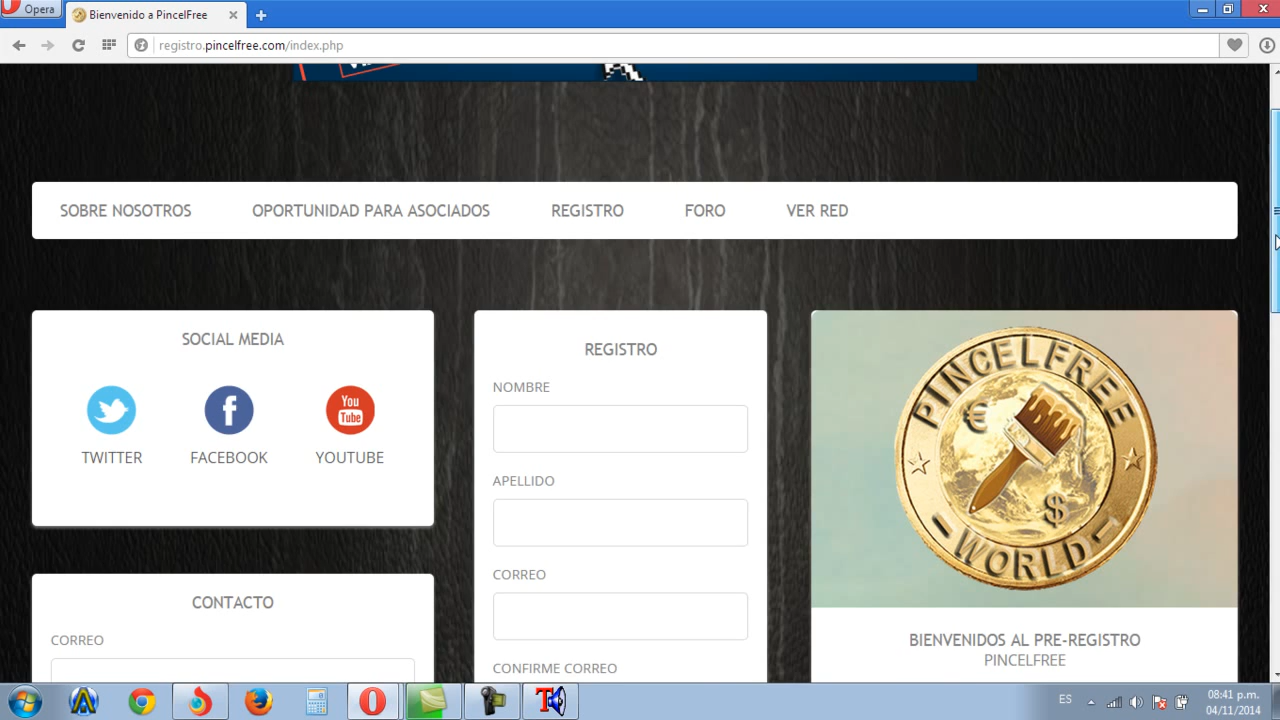 Opera
Bienvenido a PincelFree
registro.pincelfree.com/index.php
SOBRE NOSOTROS
OPORTUNIDAD PARA ASOCIADOS
REGISTRO
FORO
VER RED
SOCIAL MEDIA
You
Tube
TWITTER
FACEBOOK
YOUTUBE
CONTACTO
CORREO
REGISTRO
NOMBRE
APELLIDO
CORREO
CONFIRME CORREO
PINCELFREE
€
$
WORLD
BIENVENIDOS AL PRE-REGISTRO
PINCELFREE
ES
08:41 p.m.
04/11/2014